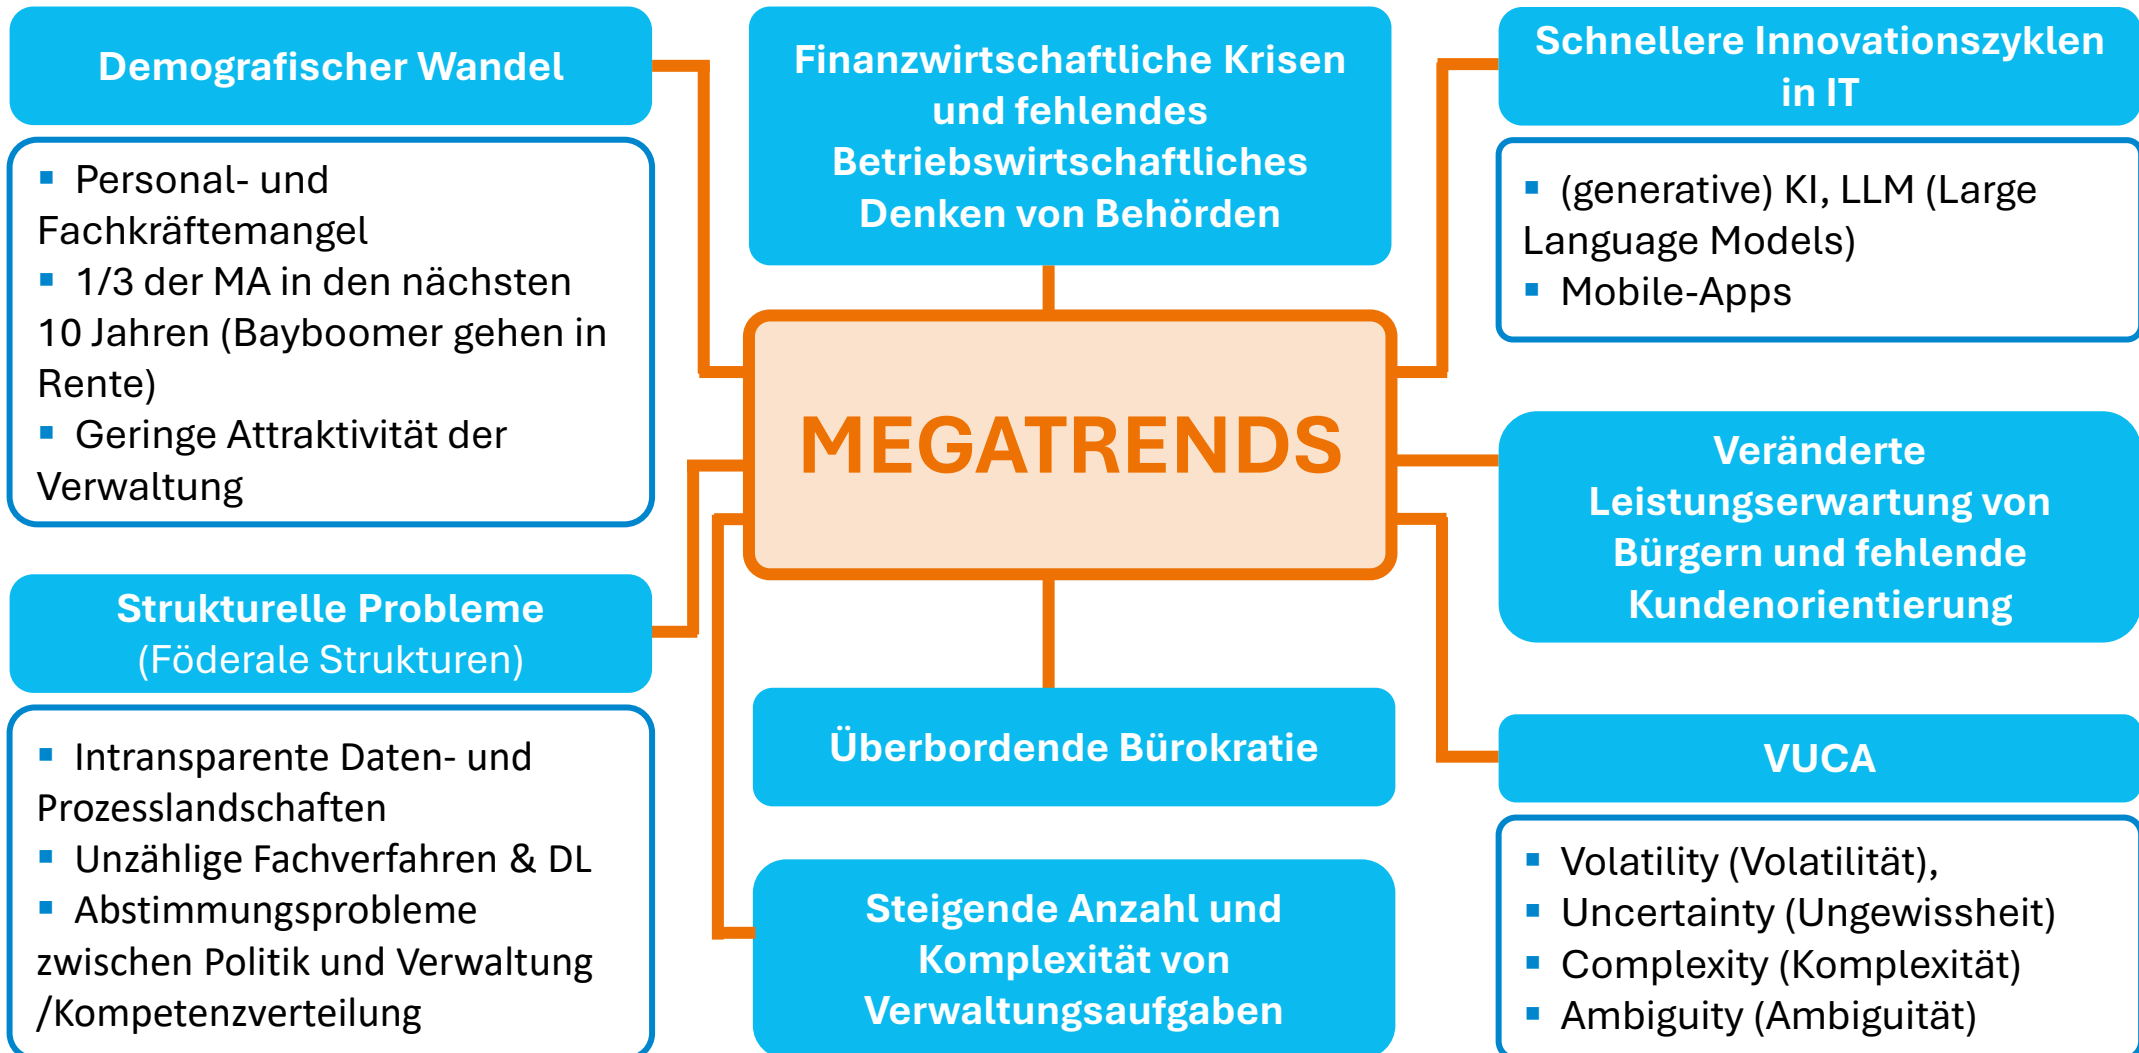 Demografischer Wandel
▪ Personal- und
Fachkräftemangel
▪ 1/3 der MA in den nächsten
10 Jahren (Bayboomer gehen in
Rente)
▪ Geringe Attraktivität der
Verwaltung
Strukturelle Probleme
(Föderale Strukturen)
▪ Intransparente Daten- und
Prozesslandschaften
▪ Unzählige Fachverfahren & DL
▪ Abstimmungsprobleme
zwischen Politik und Verwaltung
/Kompetenzverteilung
Finanzwirtschaftliche Krisen
und fehlendes
Betriebswirtschaftliches
Denken von Behörden
MEGATRENDS
Überbordende Bürokratie
Steigende Anzahl und
Komplexität von
Verwaltungsaufgaben
Schnellere Innovationszyklen
in IT
▪ (generative) KI, LLM (Large
Language Models)
▪ Mobile-Apps
Veränderte
Leistungserwartung von
Bürgern und fehlende
Kundenorientierung
VUCA
▪ Volatility (Volatilität),
▪ Uncertainty (Ungewissheit)
▪ Complexity (Komplexität)
▪ Ambiguity (Ambiguität)